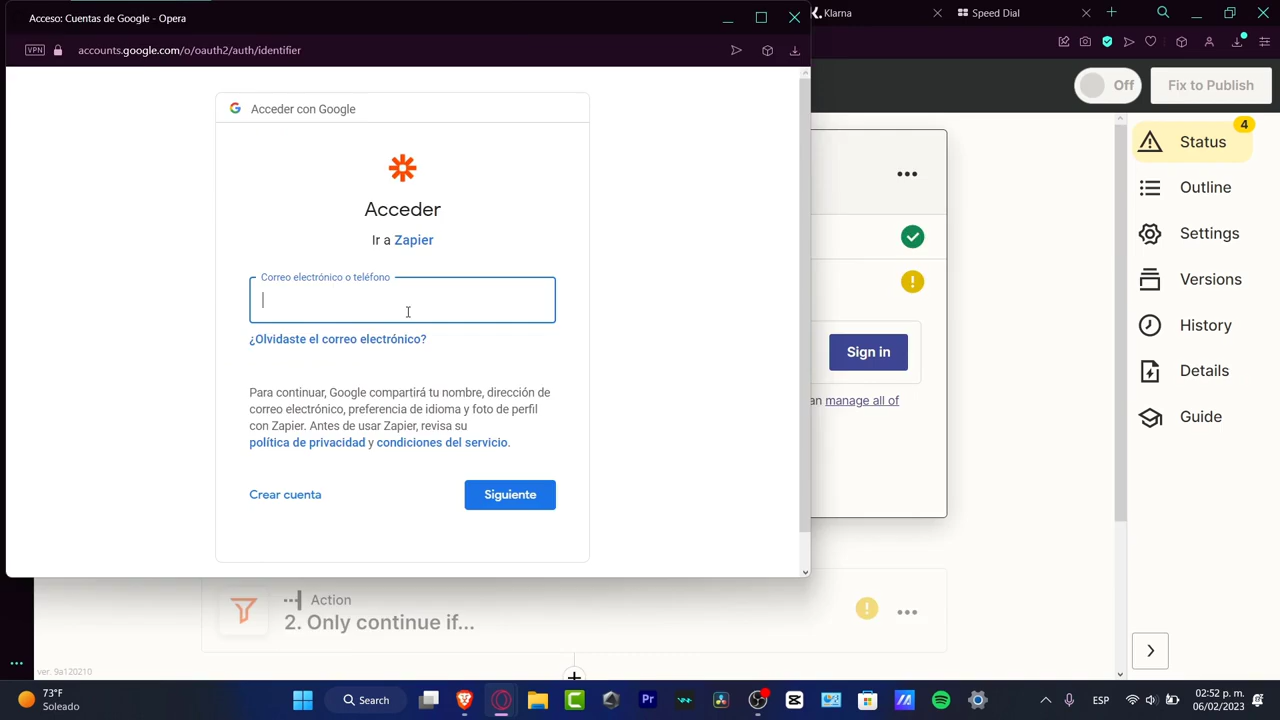 Acceso: Cuentas de Google - Opera
Klarna
Speed Dial
VPN
accounts.google.com/o/oauth2/auth/identifier
Off
Fix to Publish
Acceder con Google
Acceder
Ir a Zapier
Correo electrónico o teléfono
¿Olvidaste el correo electrónico?
Para continuar, Google compartirá tu nombre, dirección de
correo electrónico, preferencia de idioma y foto de perfil
con Zapier. Antes de usar Zapier, revisa su
política de privacidad y condiciones del servicio.
Crear cuenta
Siguiente
Sign in
an manage all of
4
Status
Outline
Settings
Versions
History
Details
Guide
Action
2. Only continue if...
ver. 9a120210
73°F
Soleado
Search
Pr
ESP
02:52 p. m.
06/02/2023